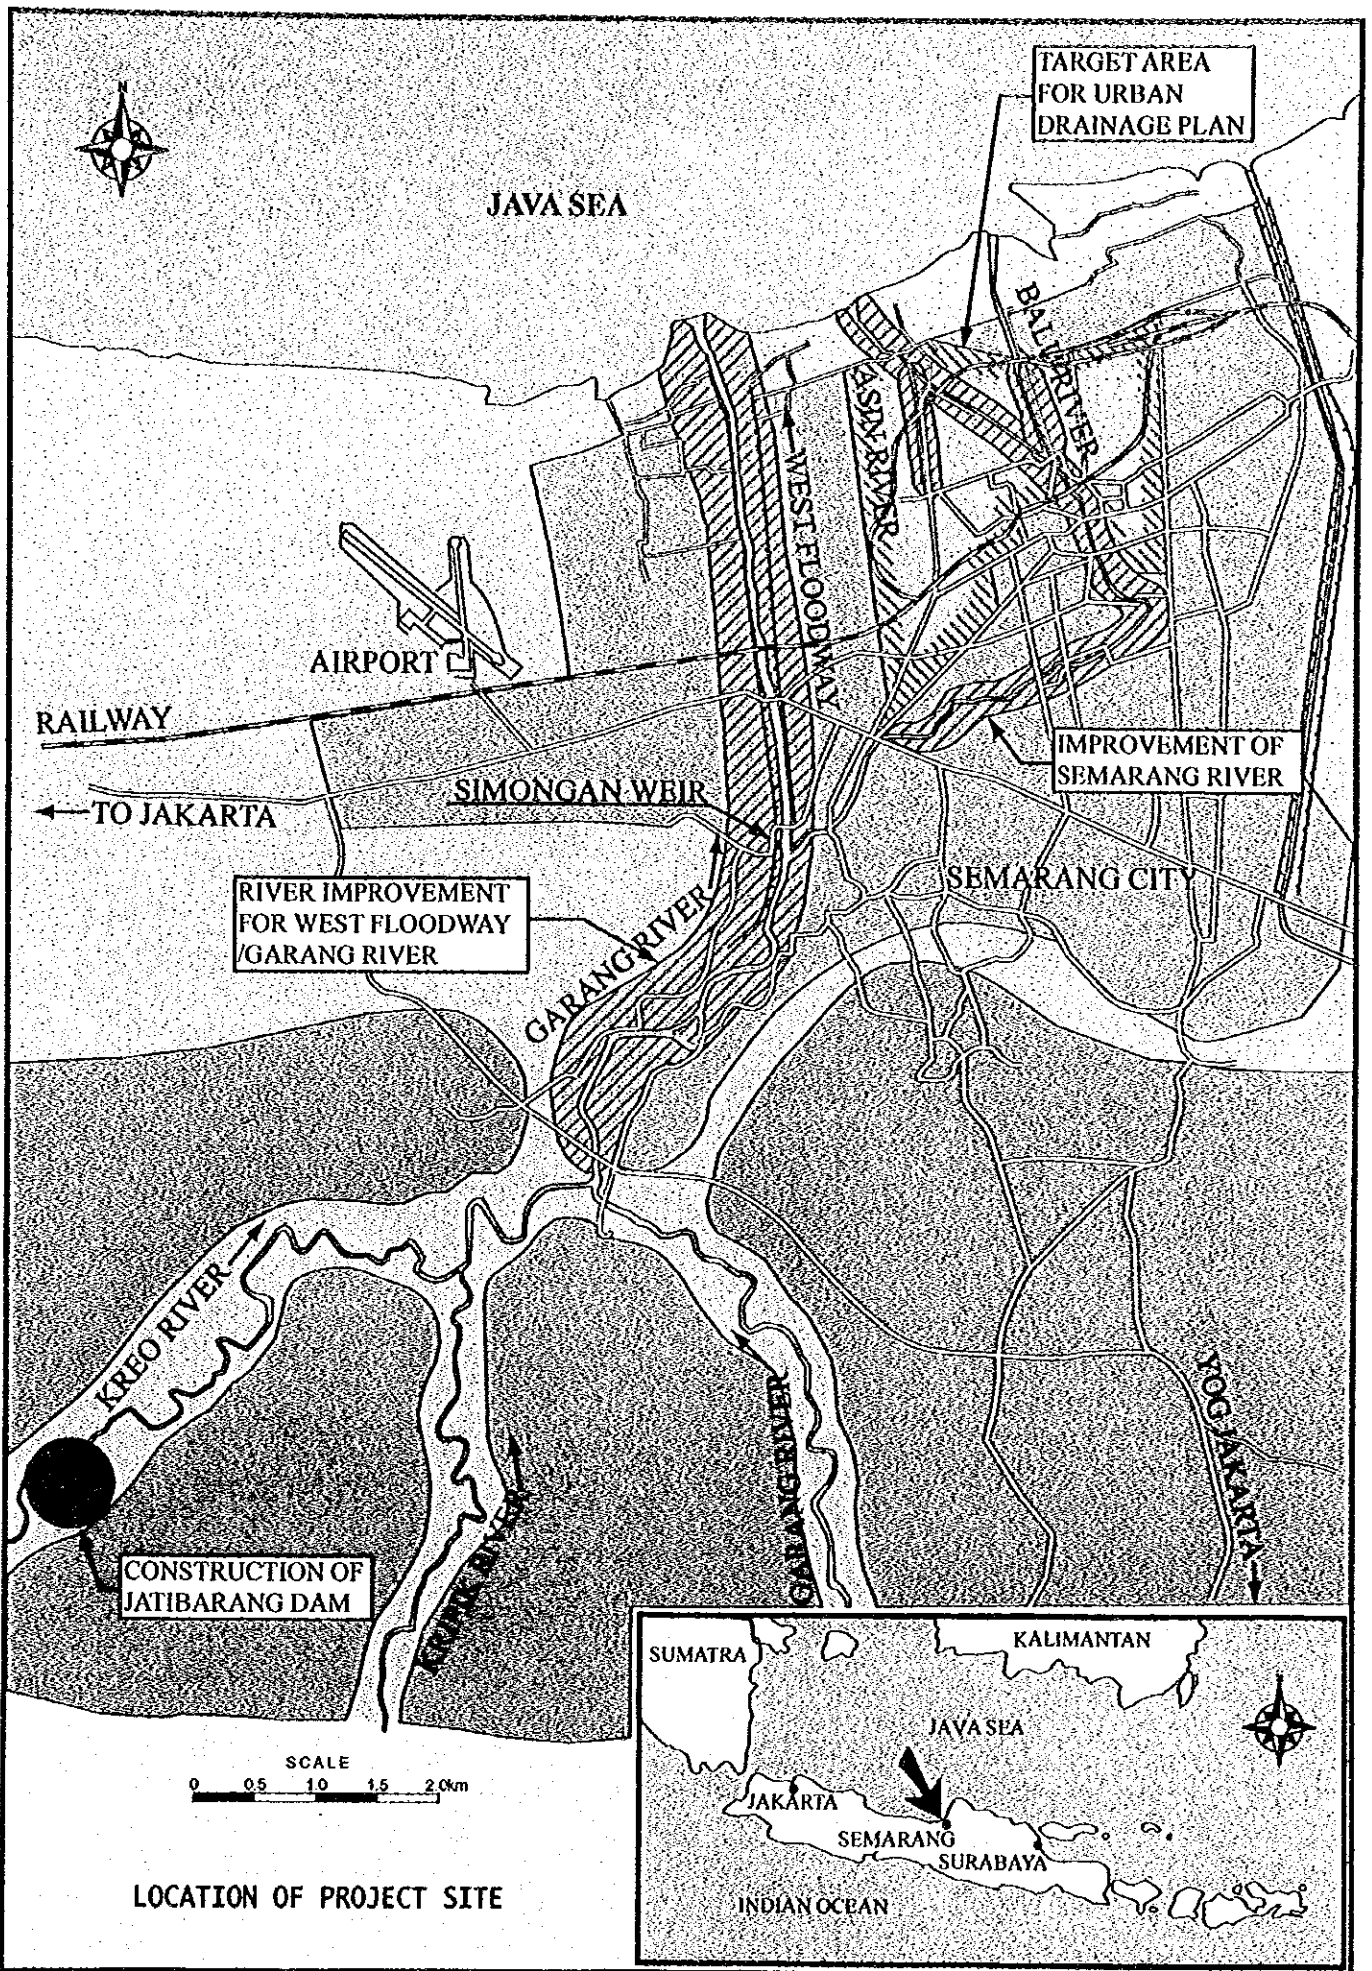 TARGET AREA
FOR URBAN
DRAINAGE PLAN
N
JAVA SEA
BALU RIVER
ASIN RIVER
WEST FLOODWAY
AIRPORT
RAILWAY
IMPROVEMENT OF
SEMARANG RIVER
SIMONGAN WEIR
TO JAKARTA
SEMARANG CITY
RIVER IMPROVEMENT
FOR WEST FLOODWAY
/GARANG RIVER
GARANG RIVER
KREO RIVER
GARANG RIVER
YOGJAKARTA
KRIPIK RIVER
CONSTRUCTION OF
JATIBARANG DAM
SCALE
0 0.5 1.0 1.5 2.0km
LOCATION OF PROJECT SITE
SUMATRA
KALIMANTAN
JAVA SEA
JAKARTA
SEMARANG
SURABAYA
INDIAN OCEAN